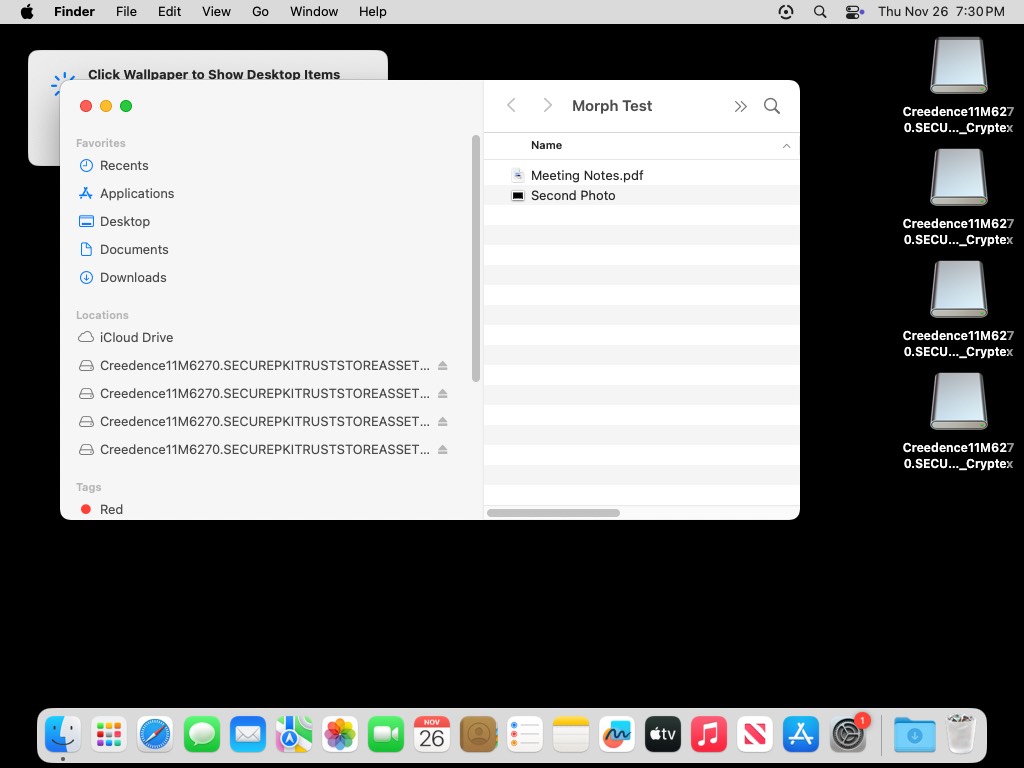 Finder File Edit View Go Window Help Thu Nov 26 7:30 PM
Click Wallpaper to Show Desktop Items
Morph Test
Favorites
Recents
Applications
Desktop
Documents
Downloads
Locations
iCloud Drive
Creedence11M6270.SECUREPKITRUSTSTOREASSET...
Creedence11M6270.SECUREPKITRUSTSTOREASSET...
Creedence11M6270.SECUREPKITRUSTSTOREASSET...
Creedence11M6270.SECUREPKITRUSTSTOREASSET...
Tags
Red
Name
Meeting Notes.pdf
Second Photo
Creedence11M627
0.SECU..._Cryptex
Creedence11M627
0.SECU..._Cryptex
Creedence11M627
0.SECU..._Cryptex
Creedence11M627
0.SECU..._Cryptex
NOV
26
tv
1